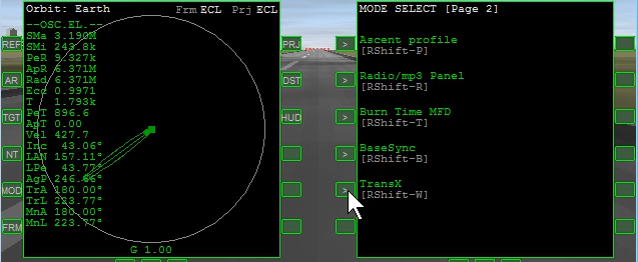 Orbit: Earth Frm ECL Prj ECL
--OSC.EL.--
SMa 3.190M
SMi 243.8k
PeR 9.327k
ApR 6.371M
Rad 6.371M
Ecc 0.9971
T 1.793k
PeT 896.6
ApT 0.00
Vel 427.7
Inc 43.06°
LAN 157.11°
LPe 43.77°
AgP 246.66°
TrA 180.00°
TrL 223.77°
MnA 180.00°
MnL 223.77°
G 1.00
REF
AR
TGT
NT
MOD
FRM
PRJ
DST
HUD
>
>
>
>
>
MODE SELECT [Page 2]
Ascent profile
[RShift-P]
Radio/mp3 Panel
[RShift-R]
Burn Time MFD
[RShift-T]
BaseSync
[RShift-B]
TransX
[RShift-W]